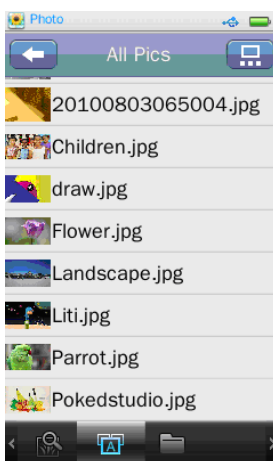 Photo
All Pics
20100803065004.jpg
Children.jpg
draw.jpg
Flower.jpg
Landscape.jpg
Liti.jpg
Parrot.jpg
Pokedstudio.jpg
A